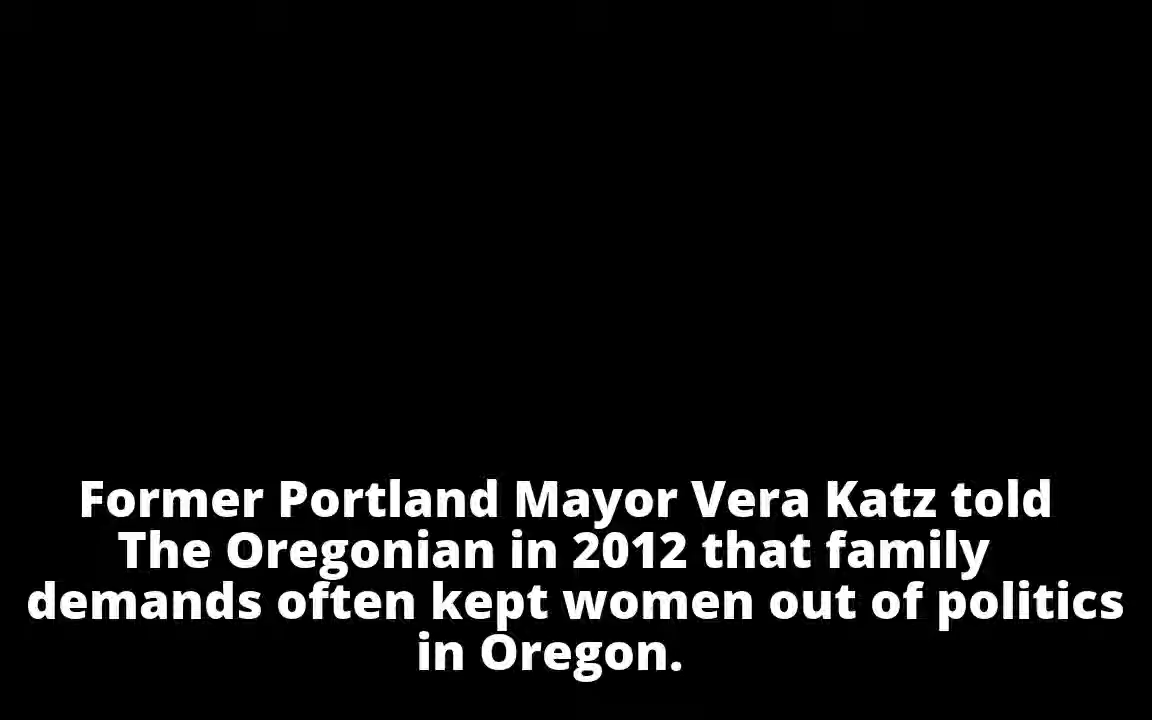 Former Portland Mayor Vera Katz told
The Oregonian in 2012 that family
demands often kept women out of politics
in Oregon.